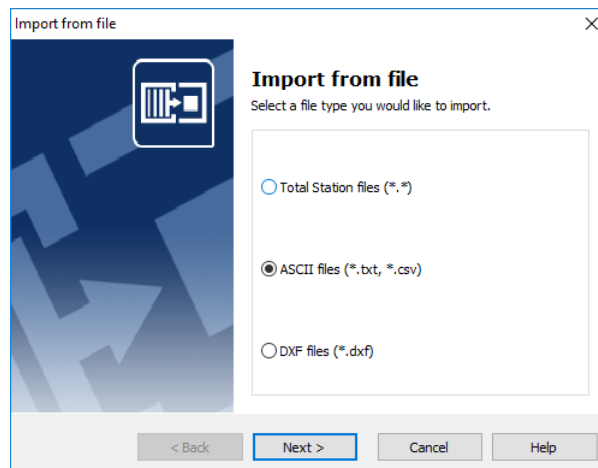 Import from file
Import from file
Select a file type you would like to import.
Total Station files (*.*)
ASCII files (*.txt, *.csv)
DXF files (*.dxf)
< Back Next > Cancel Help